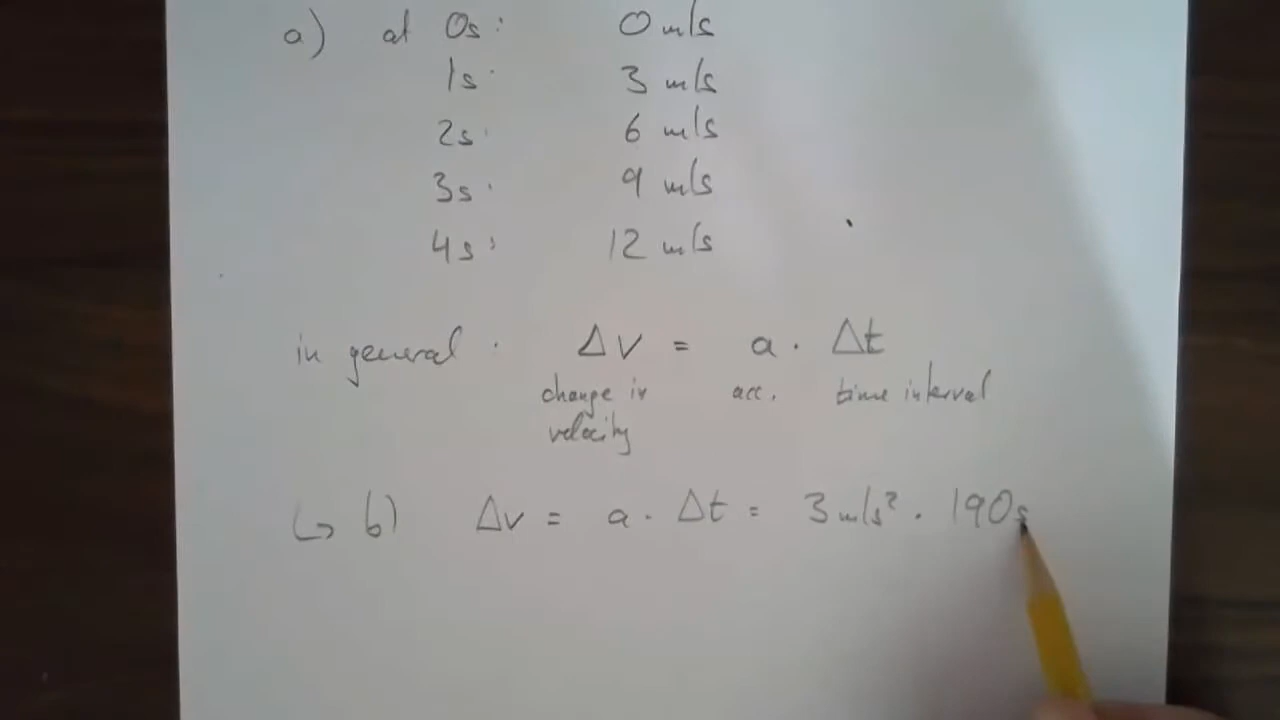 a) at 0s: 0 m/s
1s: 3 m/s
2s: 6 m/s
3s: 9 m/s
4s: 12 m/s
in general: Δv = a · Δt
change in velocity acc. time interval
(-> b) Δv = a · Δt = 3 m/s² · 190s